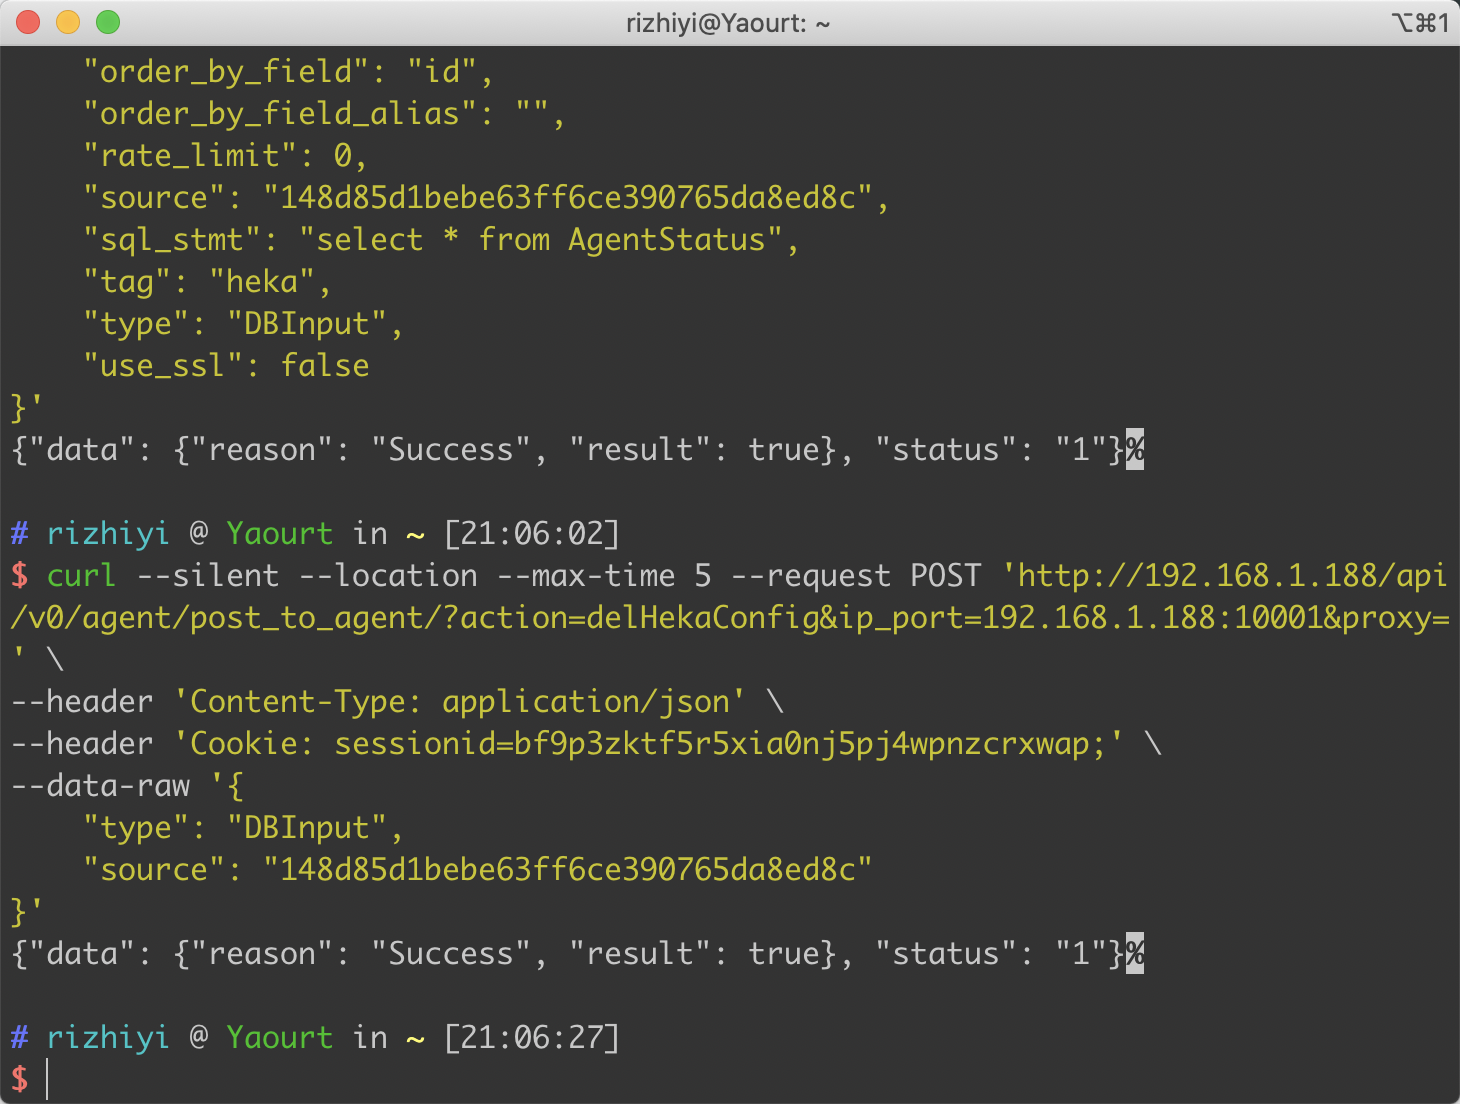 rizhiyi@Yaourt: ~ ⌥⌘1
    "order_by_field": "id",
    "order_by_field_alias": "",
    "rate_limit": 0,
    "source": "148d85d1bebe63ff6ce390765da8ed8c",
    "sql_stmt": "select * from AgentStatus",
    "tag": "heka",
    "type": "DBInput",
    "use_ssl": false
}'
{"data": {"reason": "Success", "result": true}, "status": "1"}%
# rizhiyi @ Yaourt in ~ [21:06:02]
$ curl --silent --location --max-time 5 --request POST 'http://192.168.1.188/api
/v0/agent/post_to_agent/?action=delHekaConfig&ip_port=192.168.1.188:10001&proxy=
' \
--header 'Content-Type: application/json' \
--header 'Cookie: sessionid=bf9p3zktf5r5xia0nj5pj4wpnzcrxwap;' \
--data-raw '{
    "type": "DBInput",
    "source": "148d85d1bebe63ff6ce390765da8ed8c"
}'
{"data": {"reason": "Success", "result": true}, "status": "1"}%
# rizhiyi @ Yaourt in ~ [21:06:27]
$